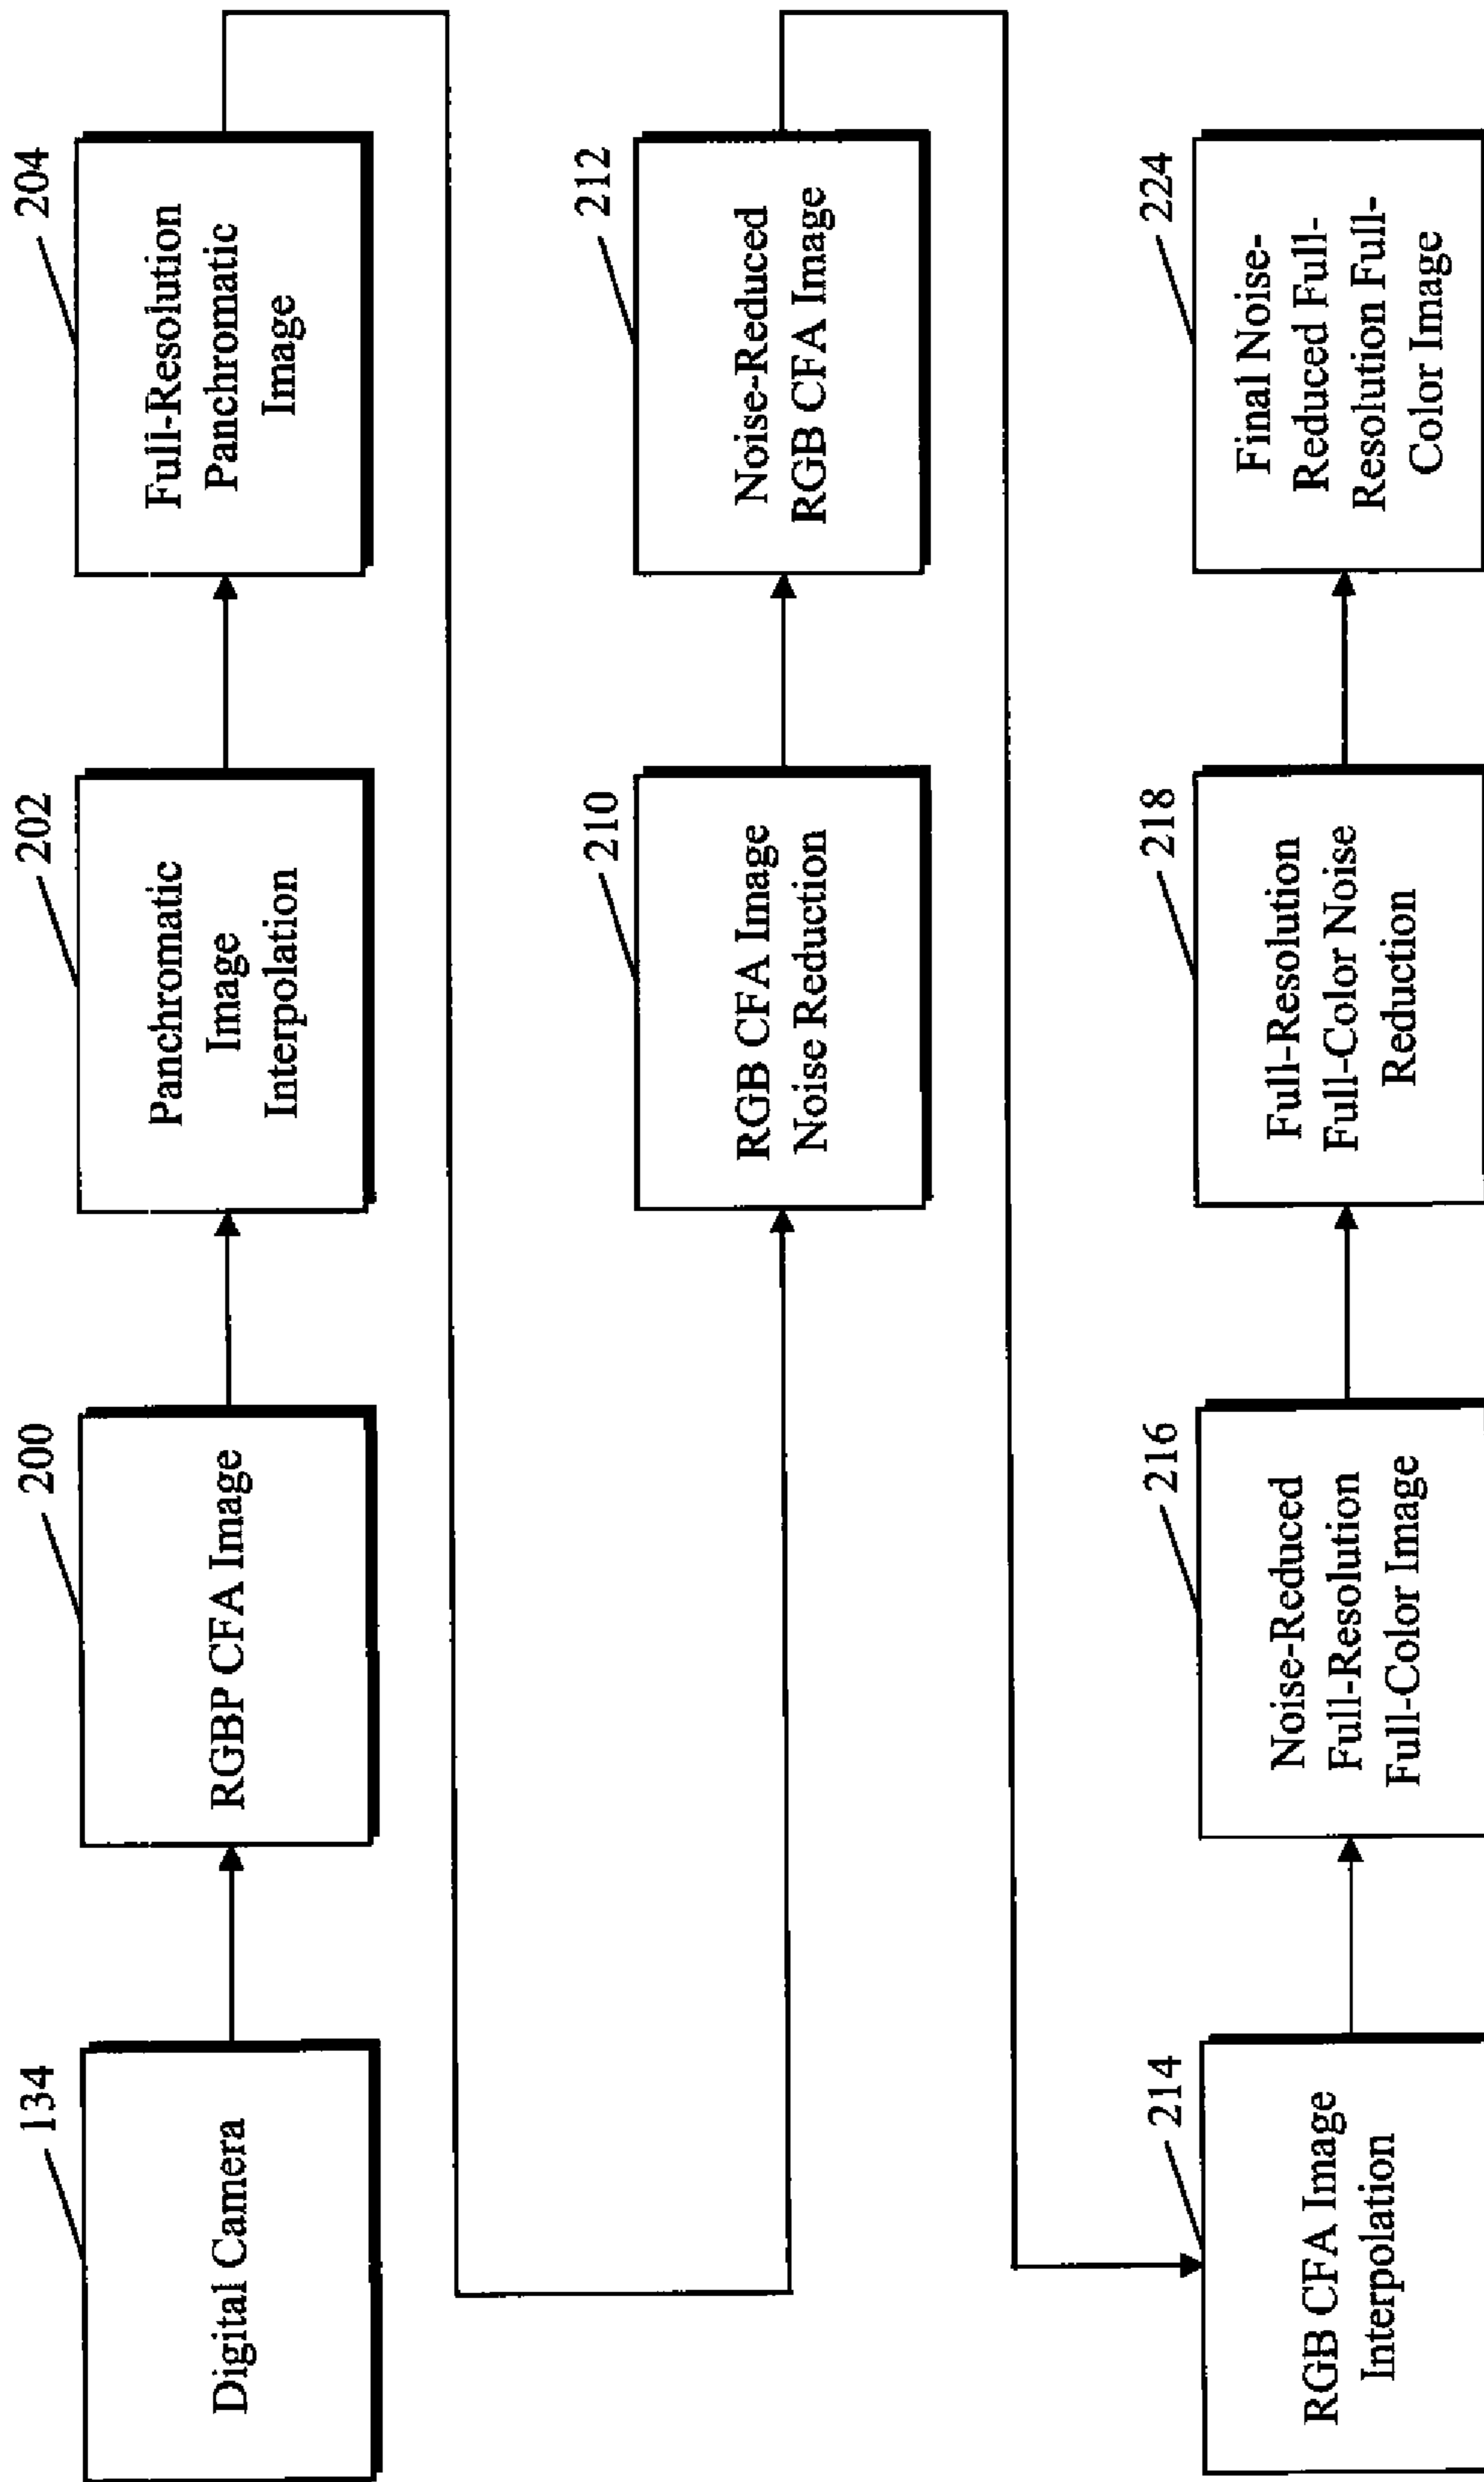 134
Digital Camera
200
RGBP CFA Image
202
Panchromatic
Image
Interpolation
204
Full-Resolution
Panchromatic
Image
210
RGB CFA Image
Noise Reduction
212
Noise-Reduced
RGB CFA Image
214
RGB CFA Image
Interpolation
216
Noise-Reduced
Full-Resolution
Full-Color Image
218
Full-Resolution
Full-Color Noise
Reduction
224
Final Noise-
Reduced Full-
Resolution Full-
Color Image